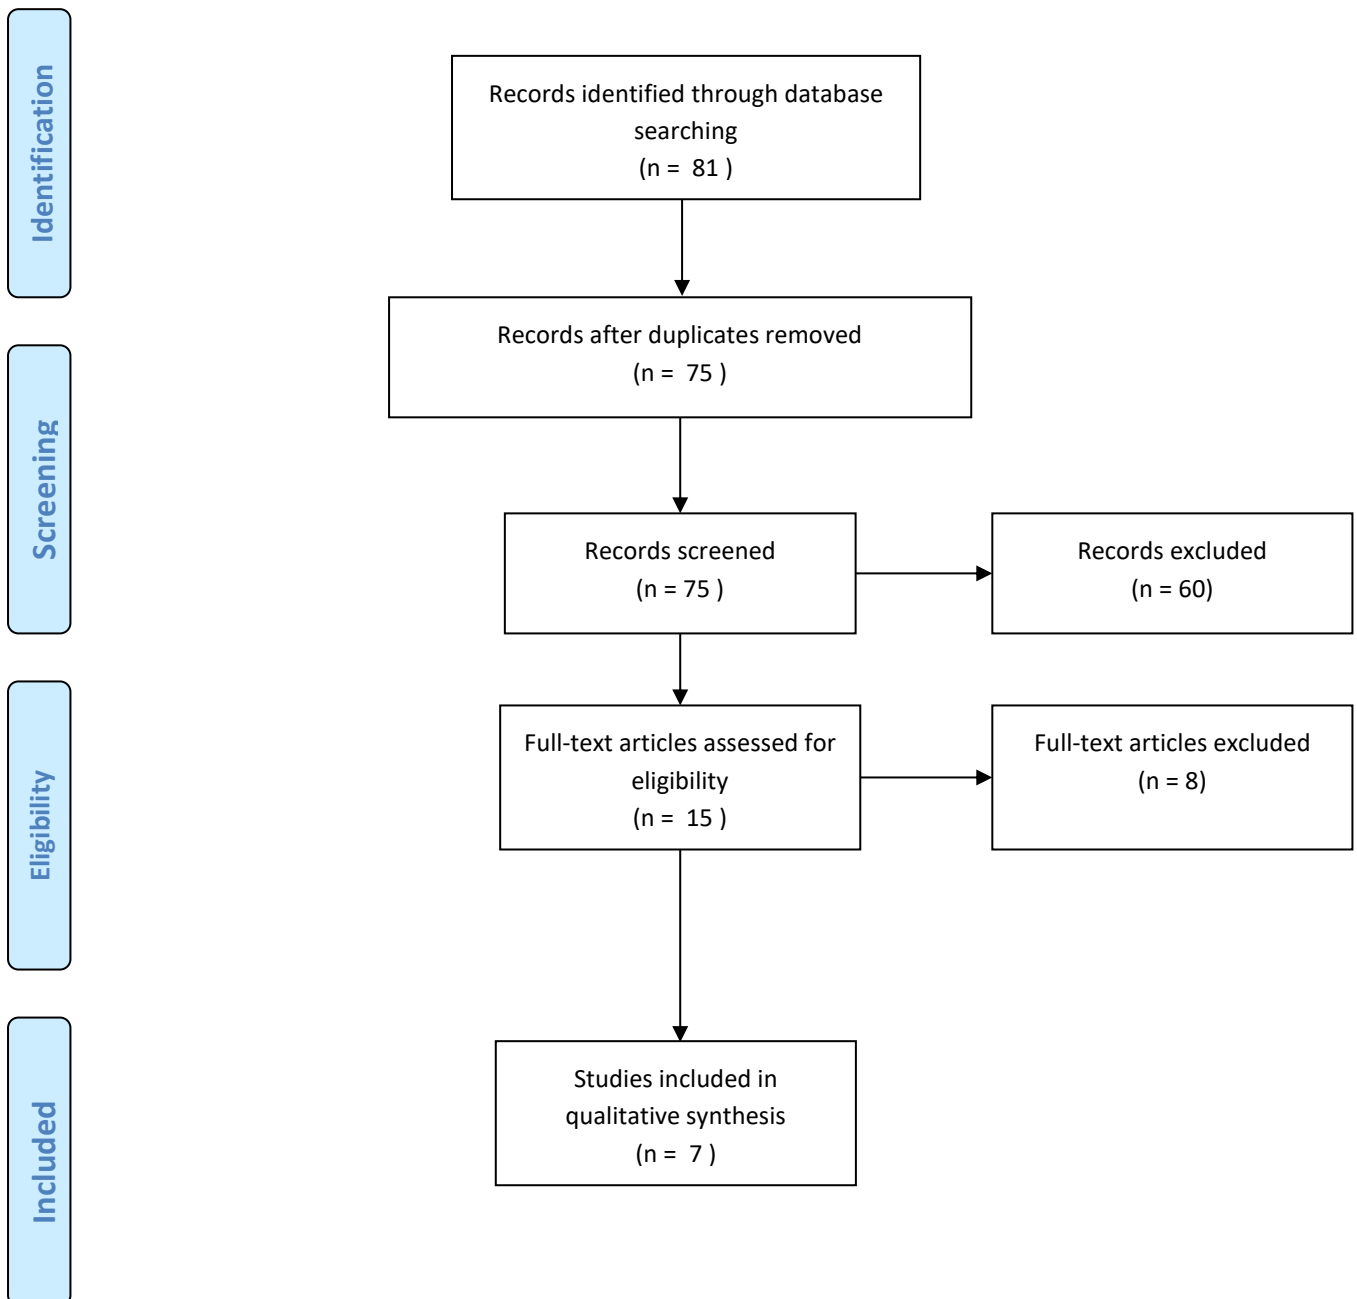 Identification
Records identified through database
searching
(n = 81 )
Records after duplicates removed
(n = 75 )
Screening
Records screened
(n = 75 )
Records excluded
(n = 60)
Eligibility
Full-text articles assessed for
eligibility
(n = 15 )
Full-text articles excluded
(n = 8)
Included
Studies included in
qualitative synthesis
(n = 7 )